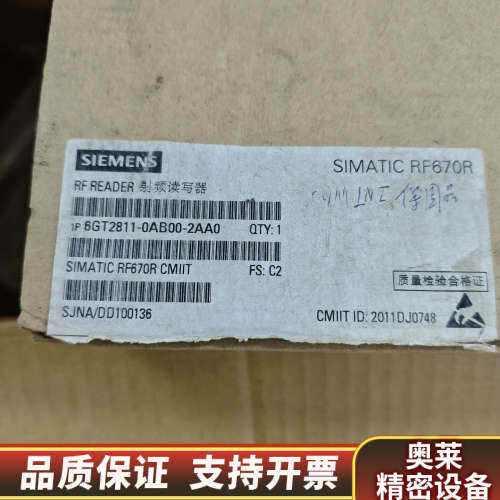 SIEMENS
SIMATIC RF670R
RF READER 射频读写器
1P 6GT2811-0AB00-2AA0 QTY: 1
SIMATIC RF670R CMIIT FS: C2
质量检验合格证
SJNA/DD100136
CMIIT ID: 2011DJ0748
品质保证 支持开票
奥莱
精密设备